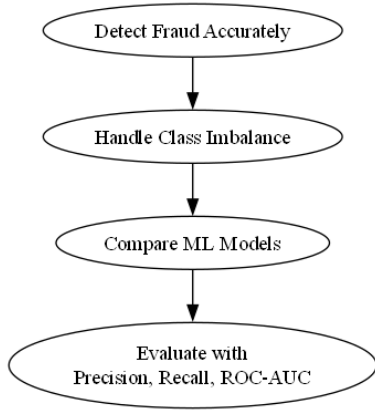 Detect Fraud Accurately
Handle Class Imbalance
Compare ML Models
Evaluate with
Precision, Recall, ROC-AUC